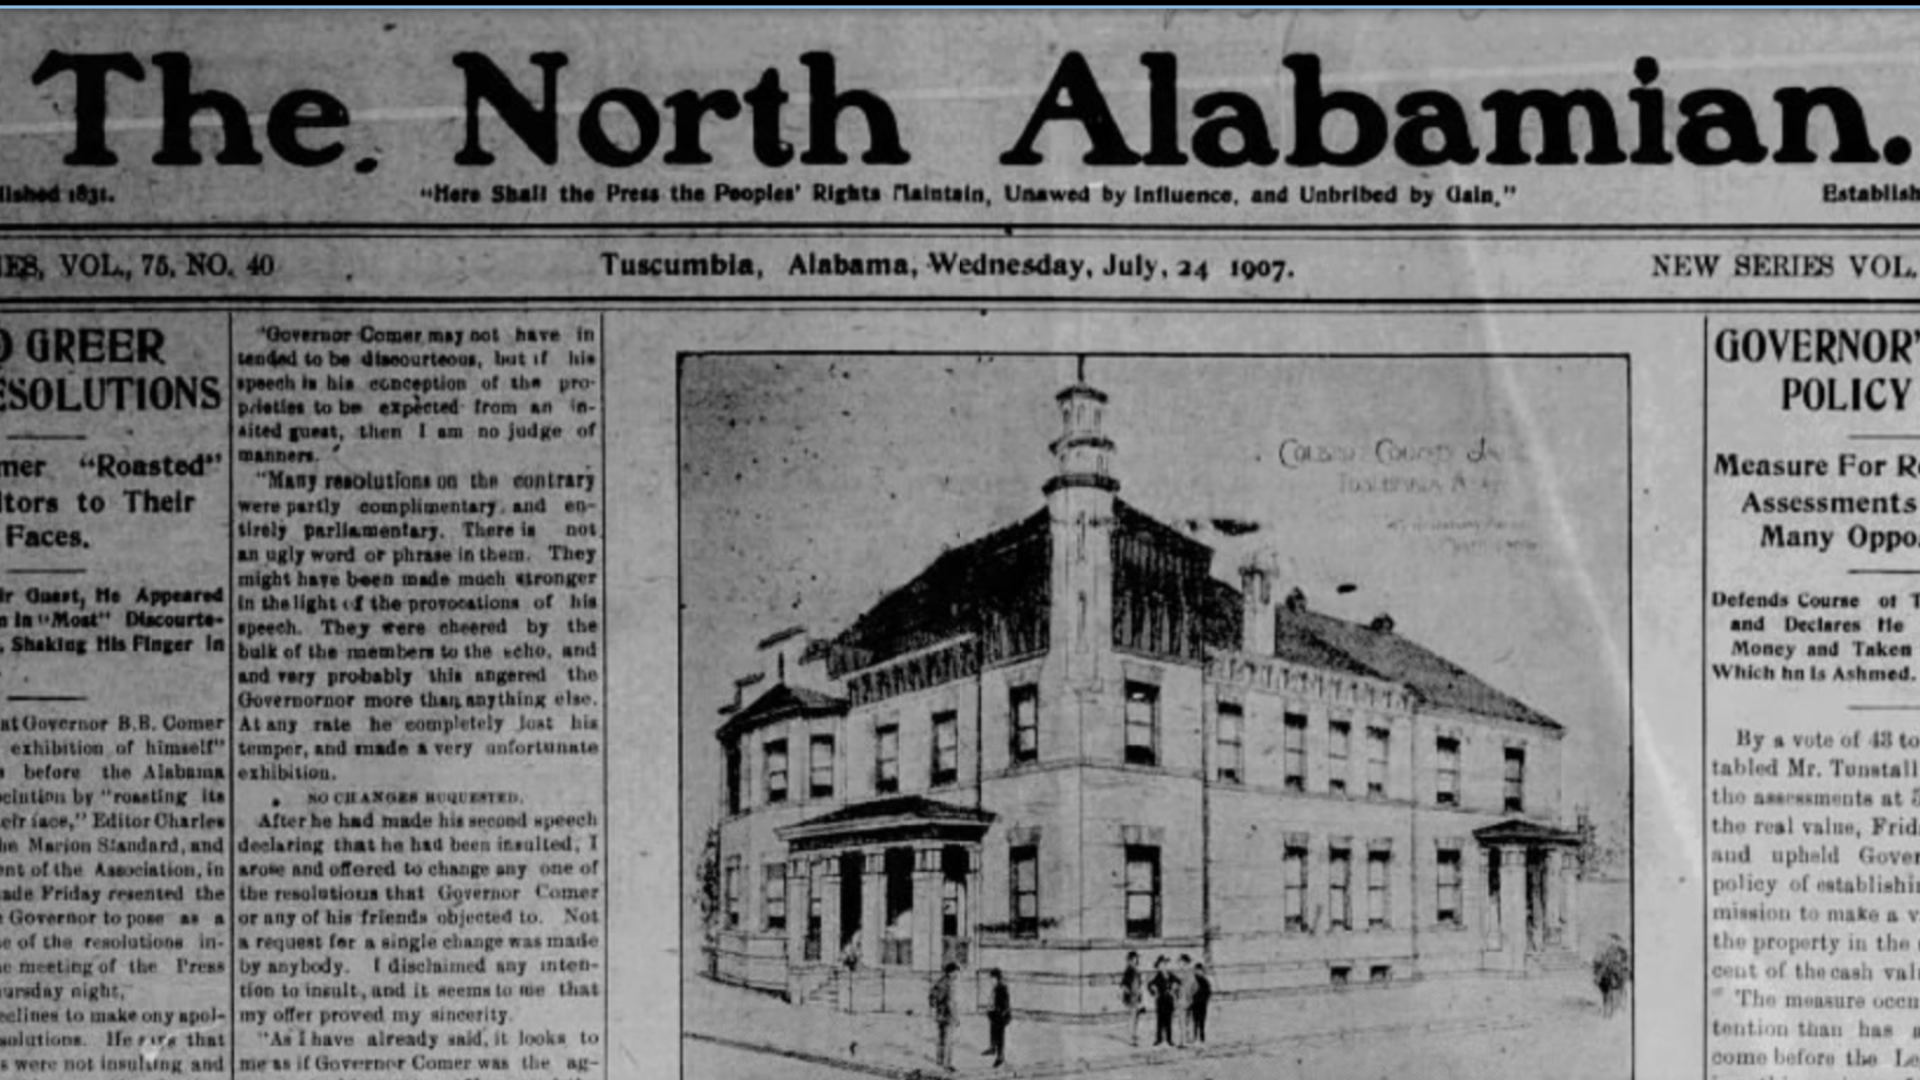 The North Alabamian.
lished 1831.
"Here Shall the Press the Peoples' Rights Maintain, Unawed by Influence, and Unbribed by Gain."
Establish
IES, VOL., 75, NO. 40
Tuscumbia, Alabama, Wednesday, July, 24 1907.
NEW SERIES VOL.
O GREER
ESOLUTIONS
mer "Roasted"
itors to Their
Faces.
ir Guest, He Appeared
n in "Most" Discourte-
, Shaking His Finger in
at Governor B.B. Comer
exhibition of himself"
before the Alabama
ociation by "roasting its
eir face," Editor Charles
he Marion Standard, and
ent of the Association, in
ade Friday resented the
e Governor to pose as a
e of the resolutions in-
e meeting of the Press
ursday night,
eclines to make ony apol-
solutions. He says that
s were not insulting and
"Governor Comer may not have in
tended to be discourteous, but if his
speech is his conception of the pro-
prieties to be expected from an in-
vited guest, then I am no judge of
manners.
"Many resolutions on the contrary
were partly complimentary and en-
tirely parliamentary. There is not
an ugly word or phrase in them. They
might have been made much stronger
in the light of the provocations of his
speech. They were cheered by the
bulk of the members to the echo, and
and very probably this angered the
Governornor more than anything else.
At any rate he completely lost his
temper, and made a very unfortunate
exhibition.
NO CHANGES REQUESTED.
After he had made his second speech
declaring that he had been insulted, I
arose and offered to change any one of
the resolutions that Governor Comer
or any of his friends objected to. Not
a request for a single change was made
by anybody. I disclaimed any inten-
tion to insult, and it seems to me that
my offer proved my sincerity.
"As I have already said, it looks to
me as if Governor Comer was the ag-
County
GOVERNOR'
POLICY
Measure For R
Assessments
Many Oppo
Defends Course of T
and Declares He
Money and Taken
Which hn Is Ashmed.
By a vote of 43 to
tabled Mr. Tunstall
the assessments at
the real value, Frid
and upheld Gover
policy of establishi
mission to make a v
the property in the
cent of the cash val
"The measure occu
tention than has a
come before the Le